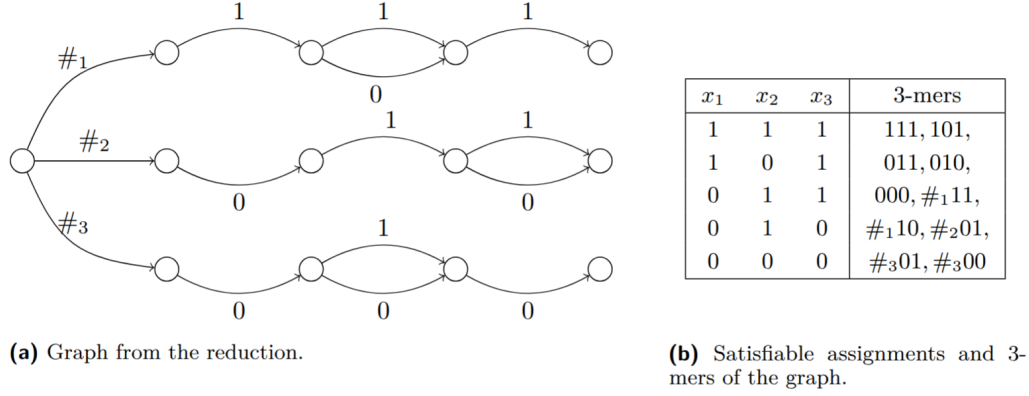 1 1 1
#1
0
1 1
#2
0 0
#3
1
0 0 0
(a) Graph from the reduction.
x1 x2 x3 3-mers
1 1 1 111, 101,
1 0 1 011, 010,
0 1 1 000, #111,
0 1 0 #110, #201,
0 0 0 #301, #300
(b) Satisfiable assignments and 3-
mers of the graph.